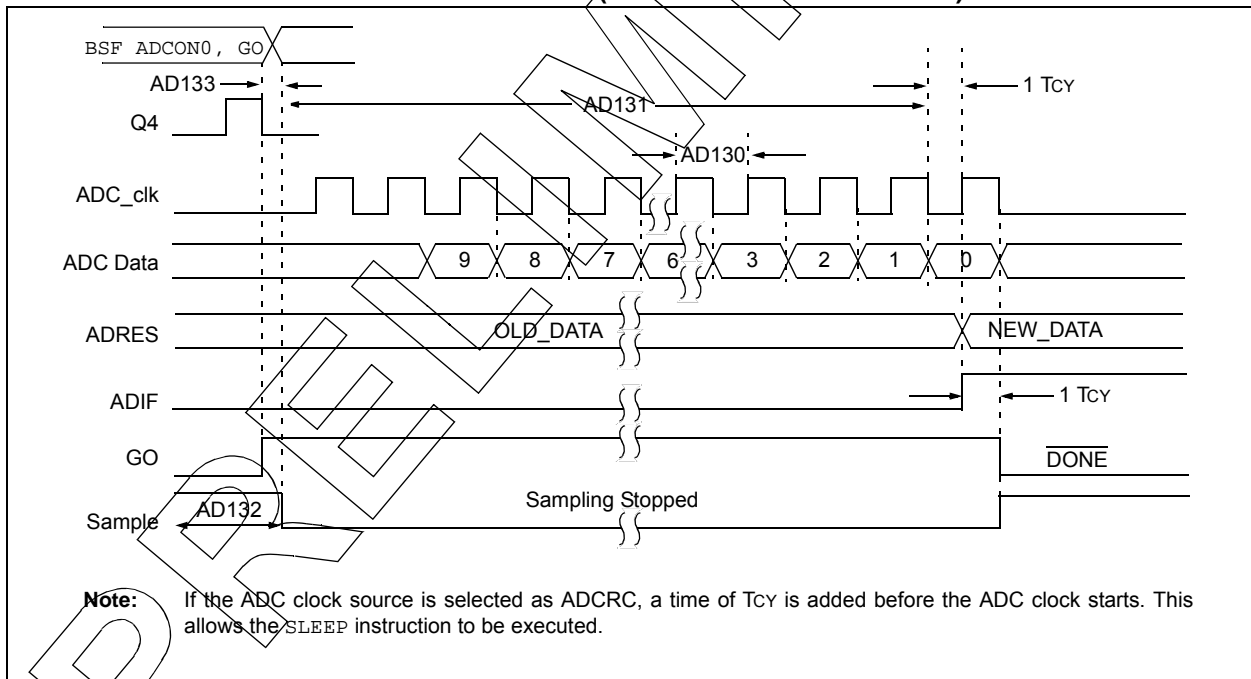 BSF ADCON0, GO
AD133
1 TCY
AD131
Q4
AD130
ADC_clk
ADC Data
9
8
7
6
3
2
1
0
ADRES
OLD_DATA
NEW_DATA
ADIF
1 TCY
GO
DONE
Sampling Stopped
AD132
Sample
Note: If the ADC clock source is selected as ADCRC, a time of TCY is added before the ADC clock starts. This
allows the SLEEP instruction to be executed.